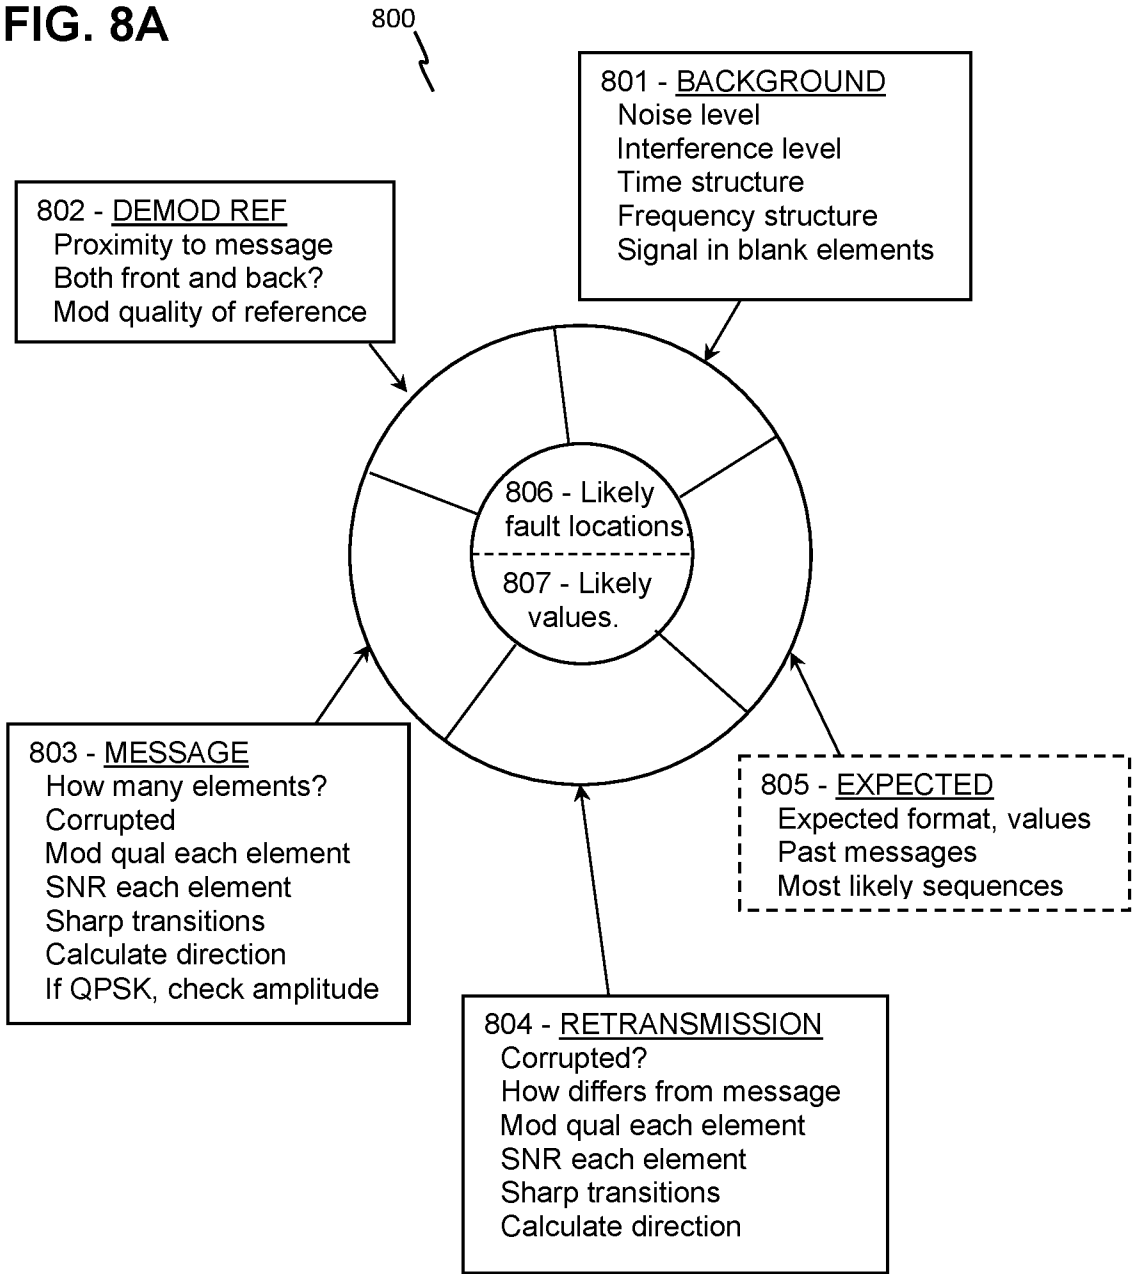 FIG. 8A
800
801 - BACKGROUND
Noise level
Interference level
Time structure
Frequency structure
Signal in blank elements
802 - DEMOD REF
Proximity to message
Both front and back?
Mod quality of reference
806 - Likely
fault locations.
807 - Likely
values.
803 - MESSAGE
How many elements?
Corrupted
Mod qual each element
SNR each element
Sharp transitions
Calculate direction
If QPSK, check amplitude
805 - EXPECTED
Expected format, values
Past messages
Most likely sequences
804 - RETRANSMISSION
Corrupted?
How differs from message
Mod qual each element
SNR each element
Sharp transitions
Calculate direction